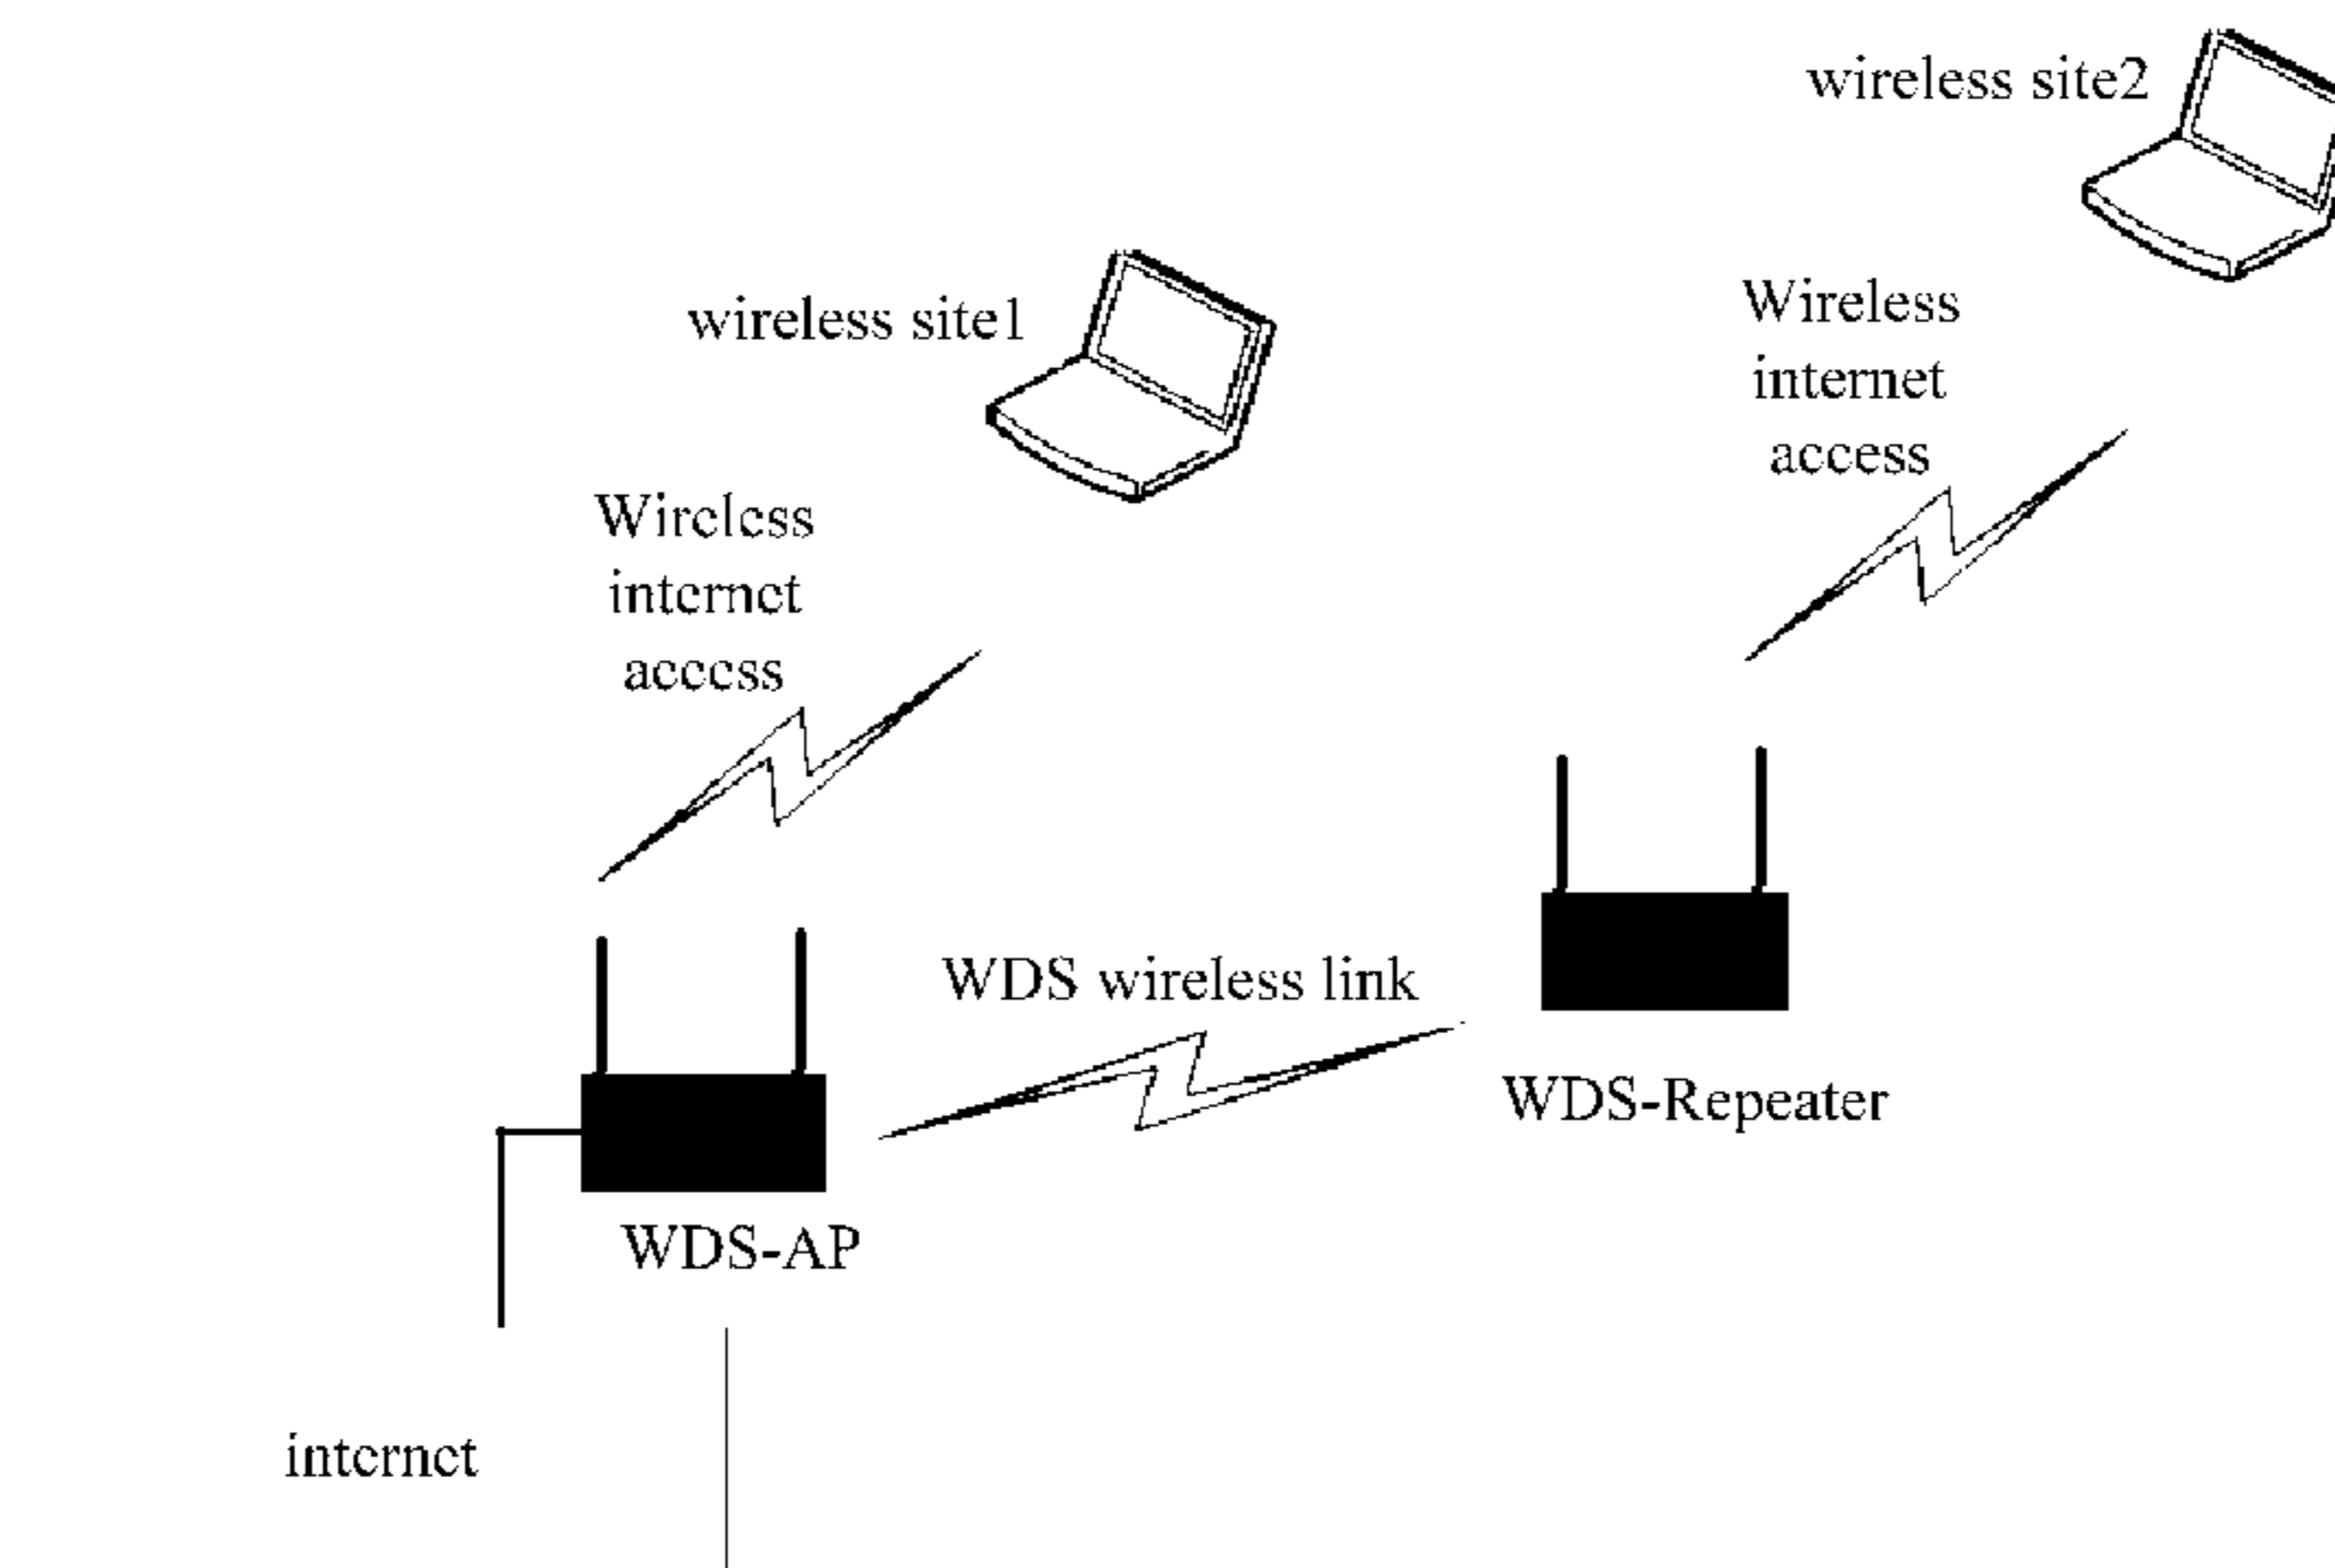 wireless site2
wireless site1
Wireless
internet
access
Wireless
internet
access
WDS wireless link
WDS-Repeater
WDS-AP
internet